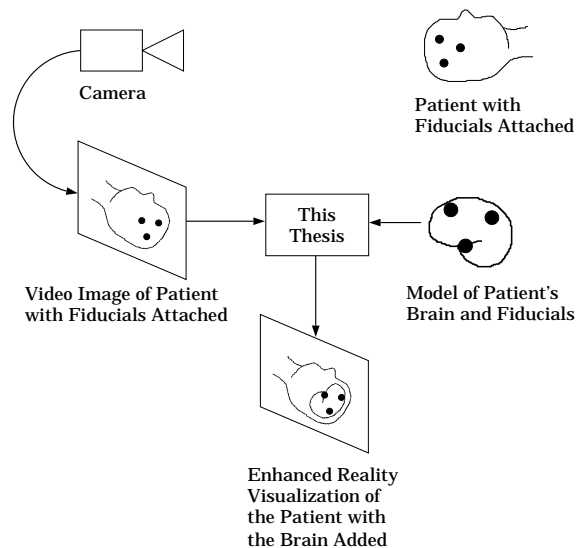 Camera
Patient with
Fiducials Attached
This
Thesis
Video Image of Patient
with Fiducials Attached
Model of Patient's
Brain and Fiducials
Enhanced Reality
Visualization of
the Patient with
the Brain Added